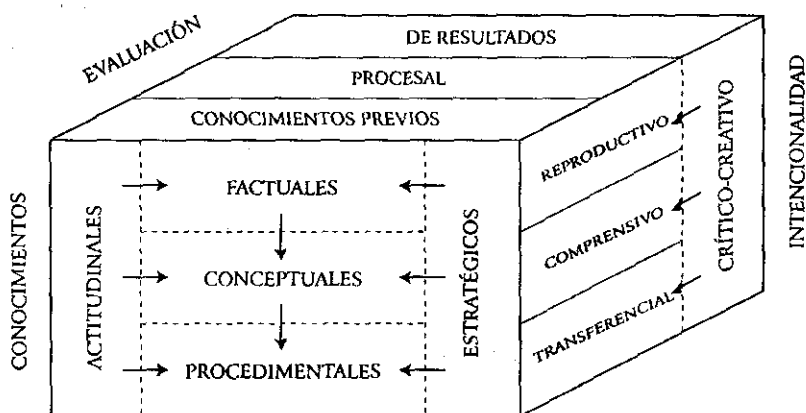 EVALUACIÓN
DE RESULTADOS
PROCESAL
CONOCIMIENTOS PREVIOS
CONOCIMIENTOS
ACTITUDINALES
FACTUALES
CONCEPTUALES
PROCEDIMENTALES
ESTRATÉGICOS
REPRODUCTIVO
COMPRENSIVO
TRANSFERENCIAL
CRÍTICO-CREATIVO
INTENCIONALIDAD